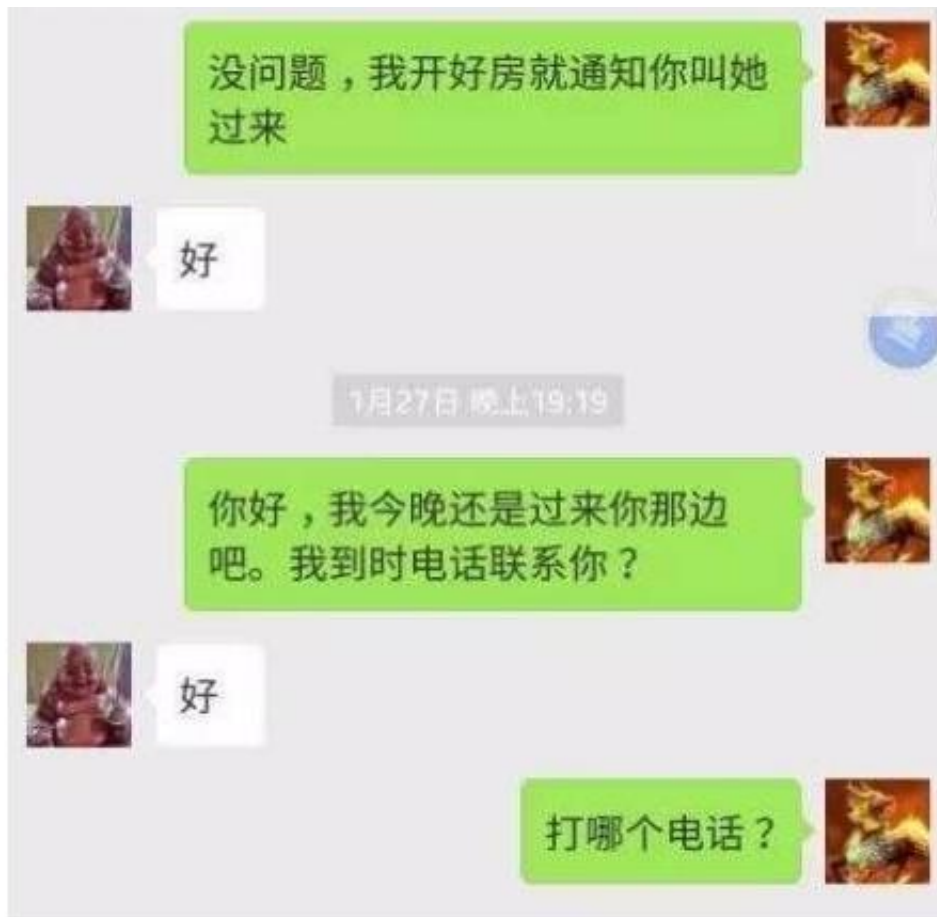 没问题，我开好房就通知你叫她
过来
好
1月27日 晚上19:19
你好，我今晚还是过来你那边
吧。我到时电话联系你？
好
打哪个电话？